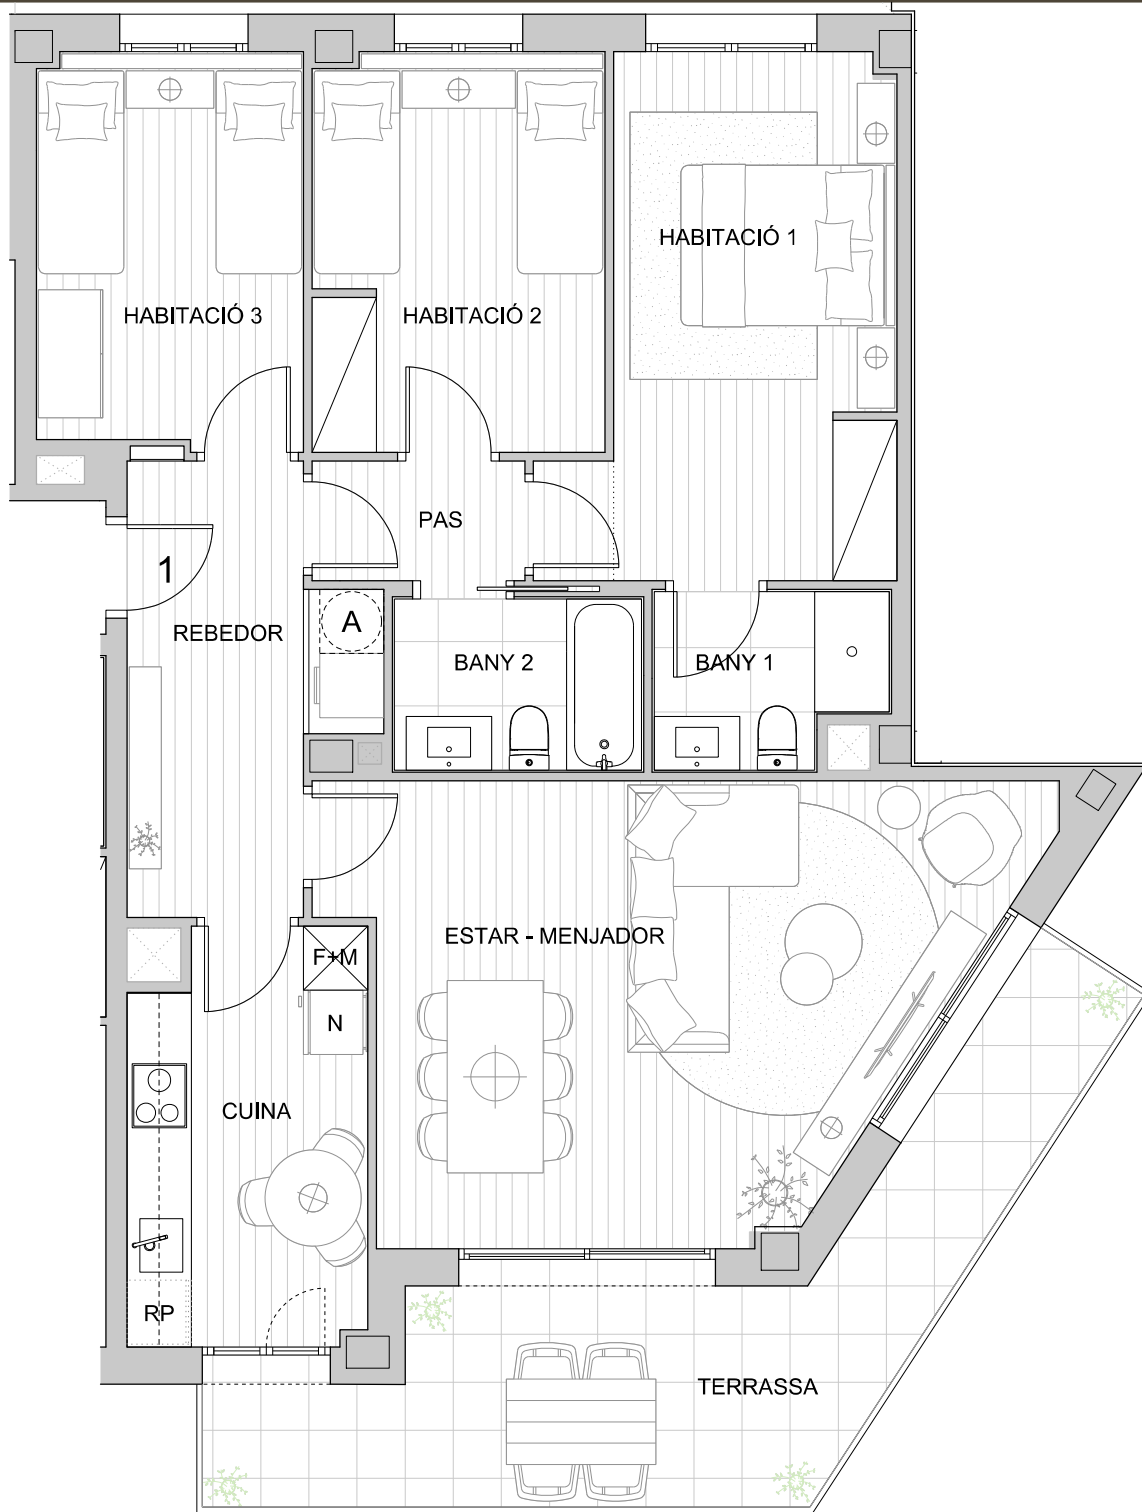 HABITACIÓ 1
HABITACIÓ 3
HABITACIÓ 2
PAS
1
A
REBEDOR
BANY 2
BANY 1
ESTAR - MENJADOR
F+M
N
CUINA
RP
TERRASSA